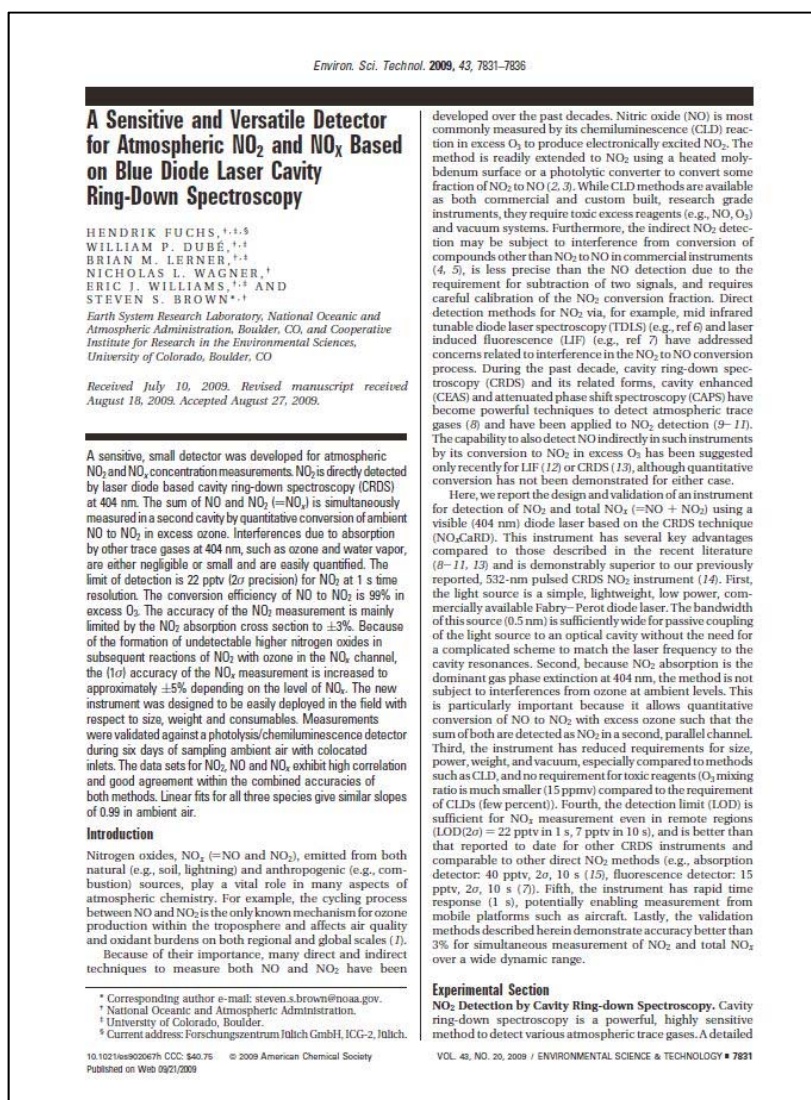 Environ. Sci. Technol. 2009, 43, 7831–7836
A Sensitive and Versatile Detector
for Atmospheric NO2 and NOX Based
on Blue Diode Laser Cavity
Ring-Down Spectroscopy
HENDRIK FUCHS,†,‡,§
WILLIAM P. DUBÉ,†,‡
BRIAN M. LERNER,†,‡
NICHOLAS L. WAGNER,†
ERIC J. WILLIAMS,†,‡ AND
STEVEN S. BROWN*,†
Earth System Research Laboratory, National Oceanic and
Atmospheric Administration, Boulder, CO, and Cooperative
Institute for Research in the Environmental Sciences,
University of Colorado, Boulder, CO
Received July 10, 2009. Revised manuscript received
August 18, 2009. Accepted August 27, 2009.
A sensitive, small detector was developed for atmospheric
NO2 and NOx concentration measurements. NO2 is directly detected
by laser diode based cavity ring-down spectroscopy (CRDS)
at 404 nm. The sum of NO and NO2 (=NOx) is simultaneously
measured in a second cavity by quantitative conversion of ambient
NO to NO2 in excess ozone. Interferences due to absorption
by other trace gases at 404 nm, such as ozone and water vapor,
are either negligible or small and are easily quantified. The
limit of detection is 22 pptv (2σ precision) for NO2 at 1 s time
resolution. The conversion efficiency of NO to NO2 is 99% in
excess O3. The accuracy of the NO2 measurement is mainly
limited by the NO2 absorption cross section to ±3%. Because
of the formation of undetectable higher nitrogen oxides in
subsequent reactions of NO2 with ozone in the NOx channel,
the (1σ) accuracy of the NOx measurement is increased to
approximately ±5% depending on the level of NOx. The new
instrument was designed to be easily deployed in the field with
respect to size, weight and consumables. Measurements
were validated against a photolysis/chemiluminescence detector
during six days of sampling ambient air with colocated
inlets. The data sets for NO2, NO and NOx exhibit high correlation
and good agreement within the combined accuracies of
both methods. Linear fits for all three species give similar slopes
of 0.99 in ambient air.
Introduction
Nitrogen oxides, NOx (=NO and NO2), emitted from both
natural (e.g., soil, lightning) and anthropogenic (e.g., com-
bustion) sources, play a vital role in many aspects of
atmospheric chemistry. For example, the cycling process
between NO and NO2 is the only known mechanism for ozone
production within the troposphere and affects air quality
and oxidant burdens on both regional and global scales (1).
Because of their importance, many direct and indirect
techniques to measure both NO and NO2 have been
* Corresponding author e-mail: steven.s.brown@noaa.gov.
† National Oceanic and Atmospheric Administration.
‡ University of Colorado, Boulder.
§ Current address: Forschungszentrum Jülich GmbH, ICG-2, Jülich.
developed over the past decades. Nitric oxide (NO) is most
commonly measured by its chemiluminescence (CLD) reac-
tion in excess O3 to produce electronically excited NO2. The
method is readily extended to NO2 using a heated moly-
bdenum surface or a photolytic converter to convert some
fraction of NO2 to NO (2, 3). While CLD methods are available
as both commercial and custom built, research grade
instruments, they require toxic excess reagents (e.g., NO, O3)
and vacuum systems. Furthermore, the indirect NO2 detec-
tion may be subject to interference from conversion of
compounds other than NO2 to NO in commercial instruments
(4, 5), is less precise than the NO detection due to the
requirement for subtraction of two signals, and requires
careful calibration of the NO2 conversion fraction. Direct
detection methods for NO2 via, for example, mid infrared
tunable diode laser spectroscopy (TDLS) (e.g., ref 6) and laser
induced fluorescence (LIF) (e.g., ref 7) have addressed
concerns related to interference in the NO2 to NO conversion
process. During the past decade, cavity ring-down spec-
troscopy (CRDS) and its related forms, cavity enhanced
(CEAS) and attenuated phase shift spectroscopy (CAPS) have
become powerful techniques to detect atmospheric trace
gases (8) and have been applied to NO2 detection (9–11).
The capability to also detect NO indirectly in such instruments
by its conversion to NO2 in excess O3 has been suggested
only recently for LIF (12) or CRDS (13), although quantitative
conversion has not been demonstrated for either case.
Here, we report the design and validation of an instrument
for detection of NO2 and total NOx (=NO + NO2) using a
visible (404 nm) diode laser based on the CRDS technique
(NOxCaRD). This instrument has several key advantages
compared to those described in the recent literature
(8–11, 13) and is demonstrably superior to our previously
reported, 532-nm pulsed CRDS NO2 instrument (14). First,
the light source is a simple, lightweight, low power, com-
mercially available Fabry–Perot diode laser. The bandwidth
of this source (0.5 nm) is sufficiently wide for passive coupling
of the light source to an optical cavity without the need for
a complicated scheme to match the laser frequency to the
cavity resonances. Second, because NO2 absorption is the
dominant gas phase extinction at 404 nm, the method is not
subject to interferences from ozone at ambient levels. This
is particularly important because it allows quantitative
conversion of NO to NO2 with excess ozone such that the
sum of both are detected as NO2 in a second, parallel channel.
Third, the instrument has reduced requirements for size,
power, weight, and vacuum, especially compared to methods
such as CLD, and no requirement for toxic reagents (O3 mixing
ratio is much smaller (15 ppmv) compared to the requirement
of CLDs (few percent)). Fourth, the detection limit (LOD) is
sufficient for NOx measurement even in remote regions
(LOD(2σ) = 22 pptv in 1 s, 7 pptv in 10 s), and is better than
that reported to date for other CRDS instruments and
comparable to other direct NO2 methods (e.g., absorption
detector: 40 pptv, 2σ, 10 s (15), fluorescence detector: 15
pptv, 2σ, 10 s (7)). Fifth, the instrument has rapid time
response (1 s), potentially enabling measurement from
mobile platforms such as aircraft. Lastly, the validation
methods described herein demonstrate accuracy better than
3% for simultaneous measurement of NO2 and total NOx
over a wide dynamic range.
Experimental Section
NO2 Detection by Cavity Ring-down Spectroscopy. Cavity
ring-down spectroscopy is a powerful, highly sensitive
method to detect various atmospheric trace gases. A detailed
10.1021/es902067h CCC: $40.75 © 2009 American Chemical Society
Published on Web 09/21/2009
VOL. 43, NO. 20, 2009 / ENVIRONMENTAL SCIENCE & TECHNOLOGY ■ 7831